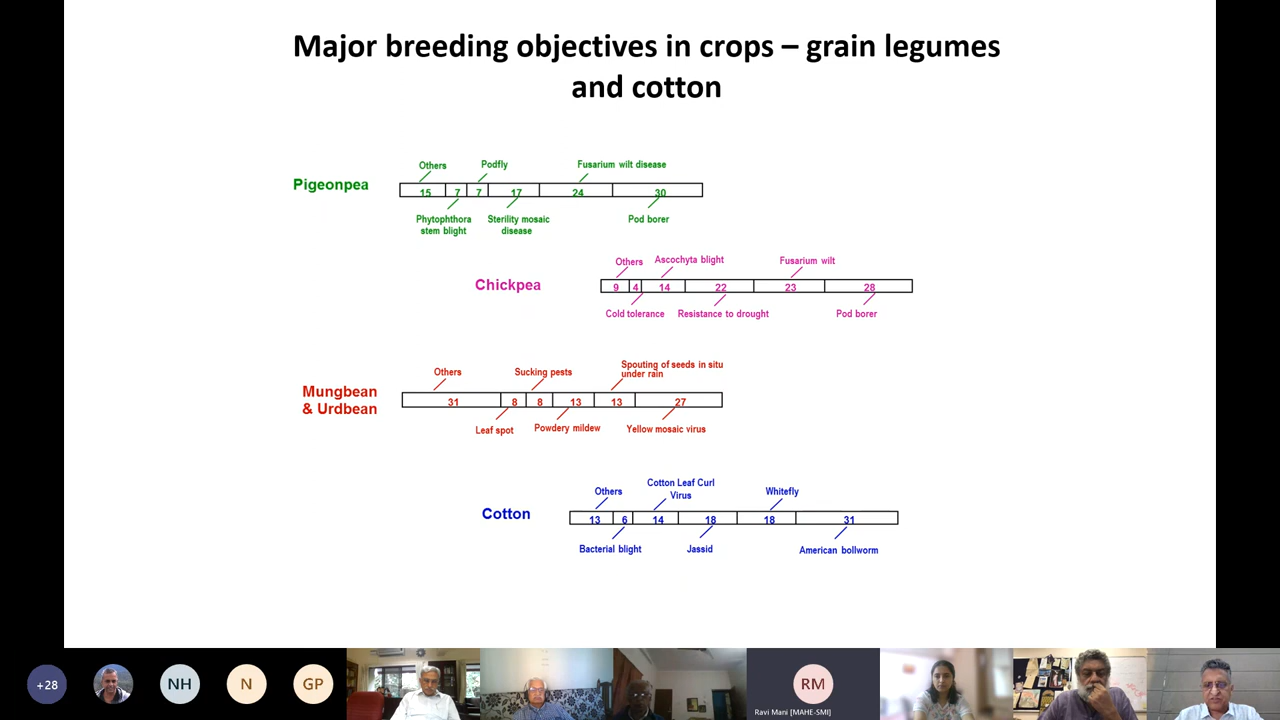 Major breeding objectives in crops – grain legumes
and cotton
Others
Podfly
Fusarium wilt disease
Pigeonpea
15 7 7 17 24 30
Phytophthora
stem blight
Sterility mosaic
disease
Pod borer
Others
Ascochyta blight
Fusarium wilt
Chickpea
9 4 14 22 23 28
Cold tolerance
Resistance to drought
Pod borer
Others
Sucking pests
Spouting of seeds in situ
under rain
Mungbean
& Urdbean
31 8 8 13 13 27
Leaf spot
Powdery mildew
Yellow mosaic virus
Others
Cotton Leaf Curl
Virus
Whitefly
Cotton
13 6 14 18 18 31
Bacterial blight
Jassid
American bollworm
+28
NH
N
GP
RM
Ravi Mani [MAHE-SMI]